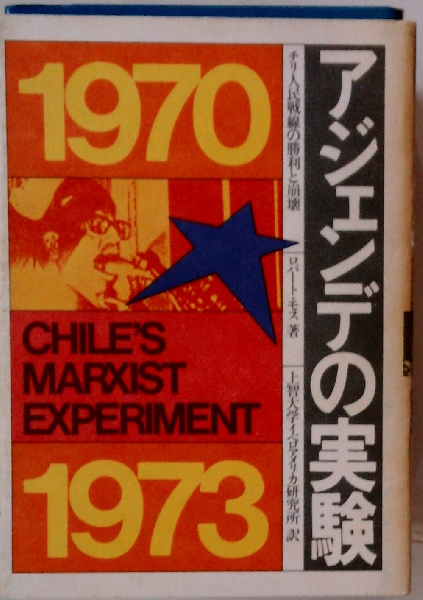 アジェンデの実験
チリ人民戦線の勝利と崩壊
ロバート・モス 著
上智大学イベロアメリカ研究所 訳
1970
CHILE'S
MARXIST
EXPERIMENT
1973